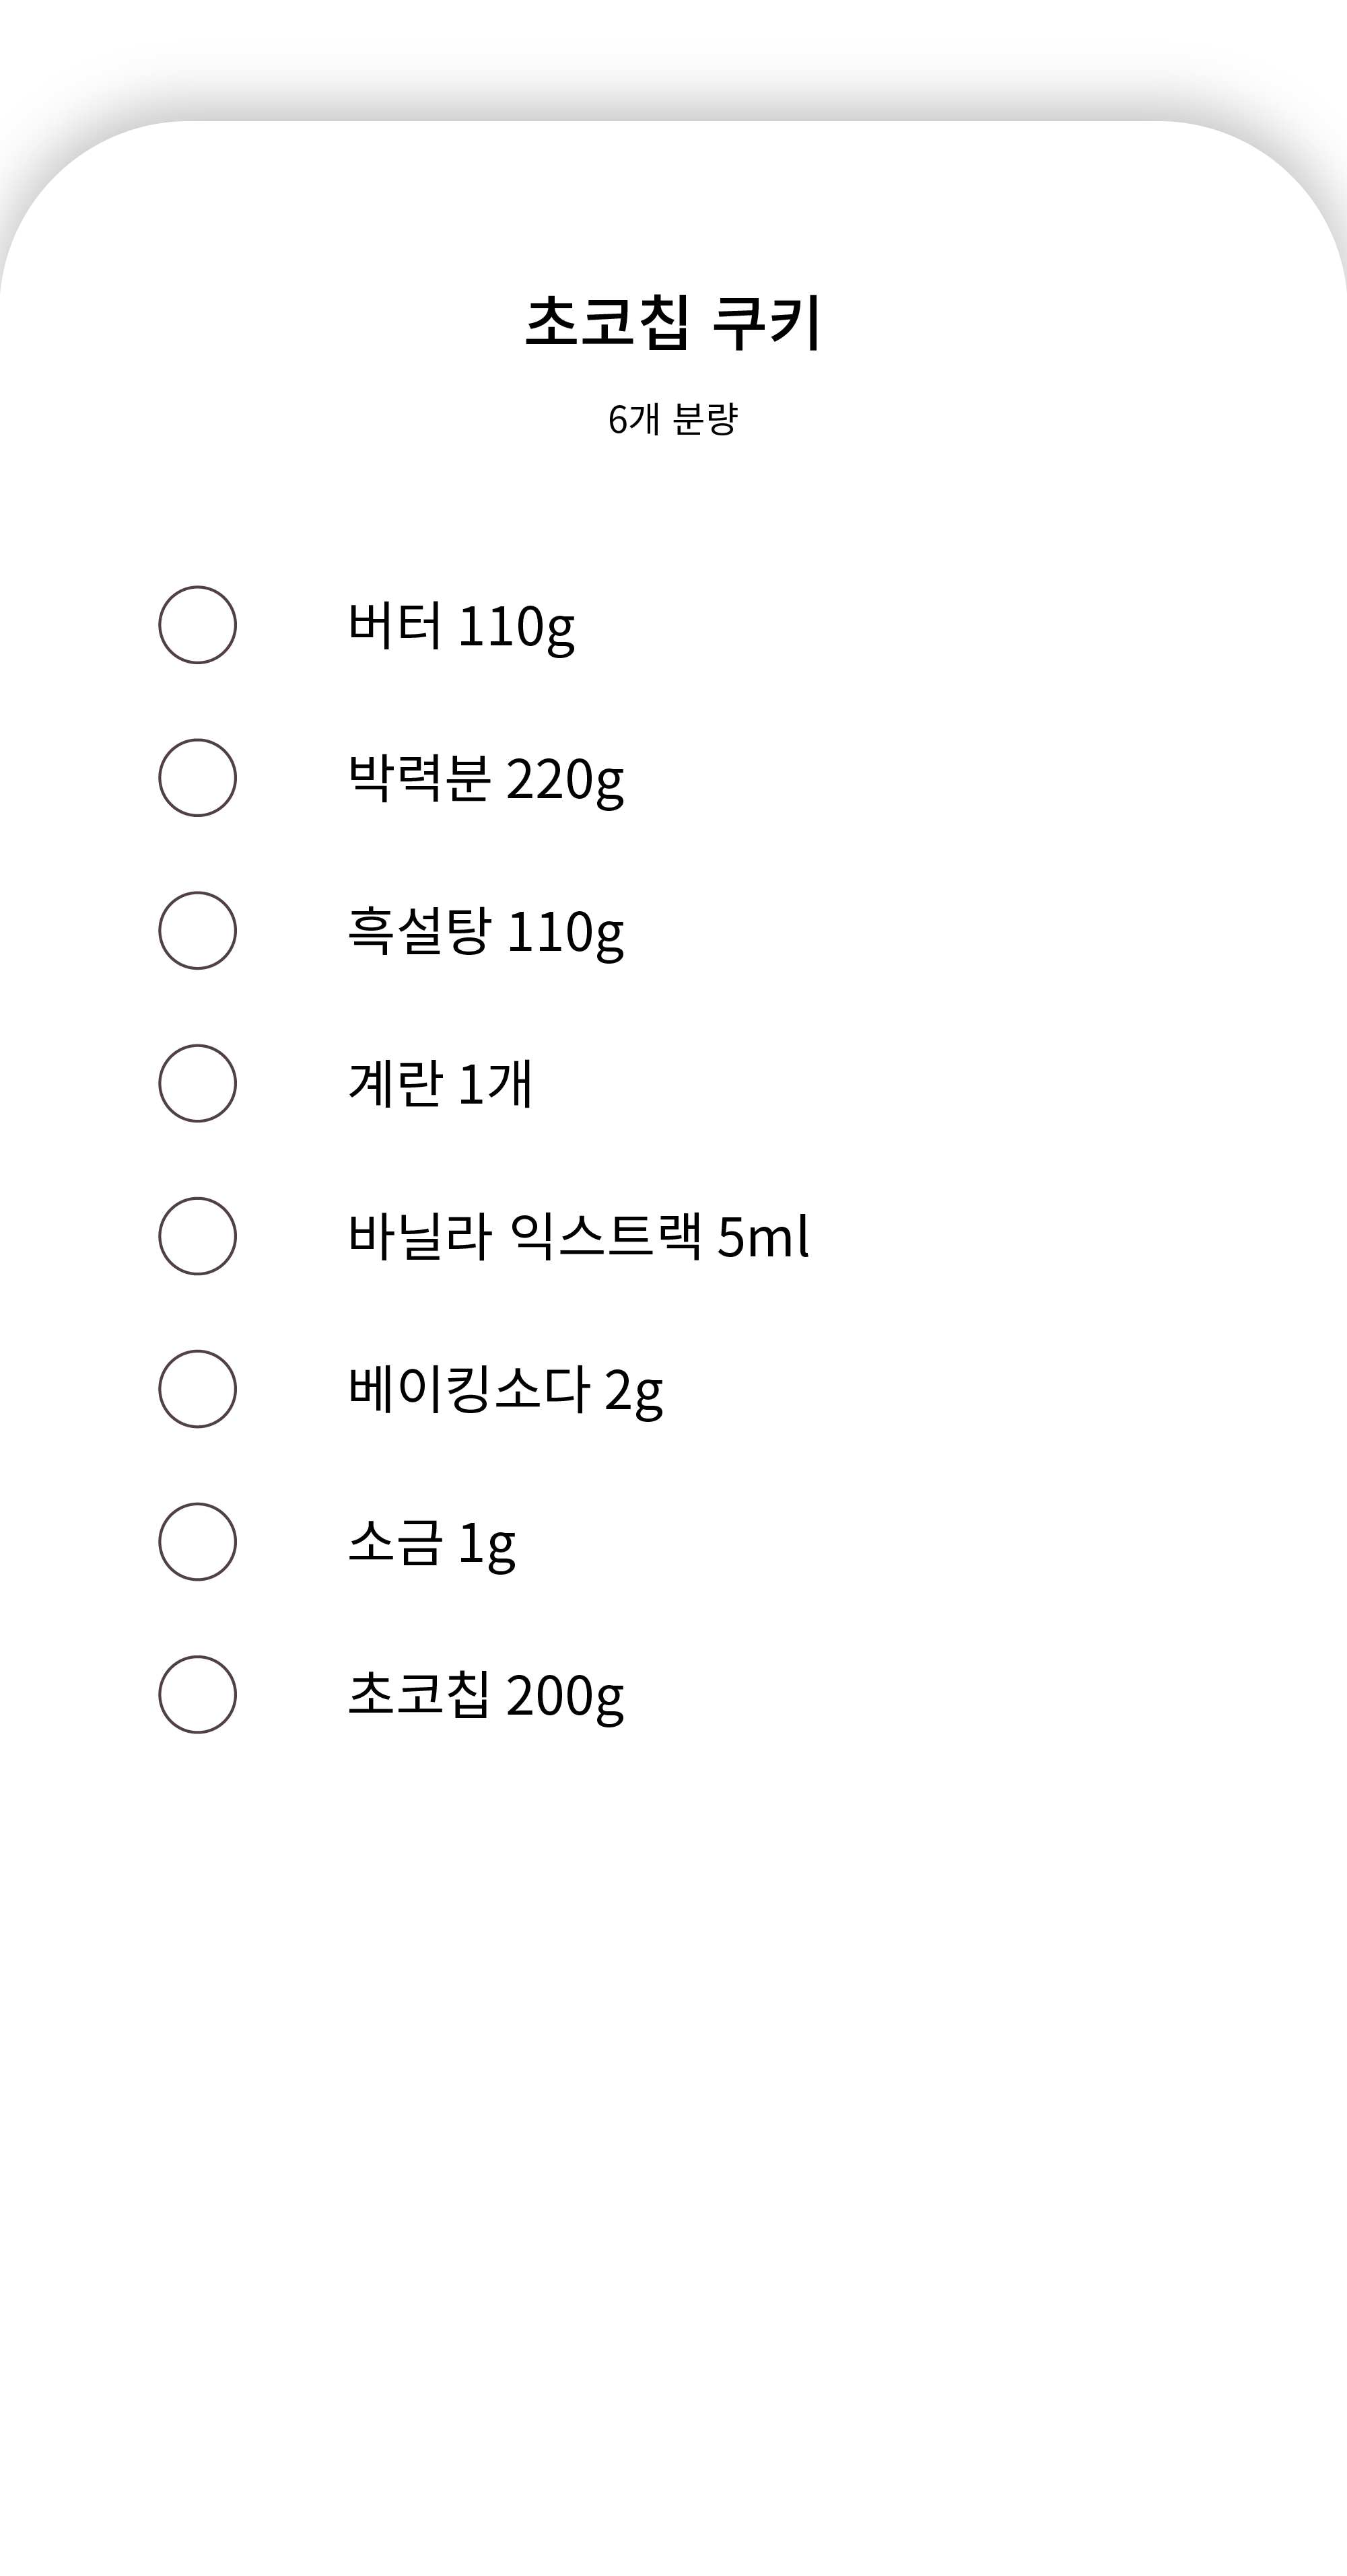 초코칩 쿠키
6개 분량
버터 110g
박력분 220g
흑설탕 110g
계란 1개
바닐라 익스트랙 5ml
베이킹소다 2g
소금 1g
초코칩 200g